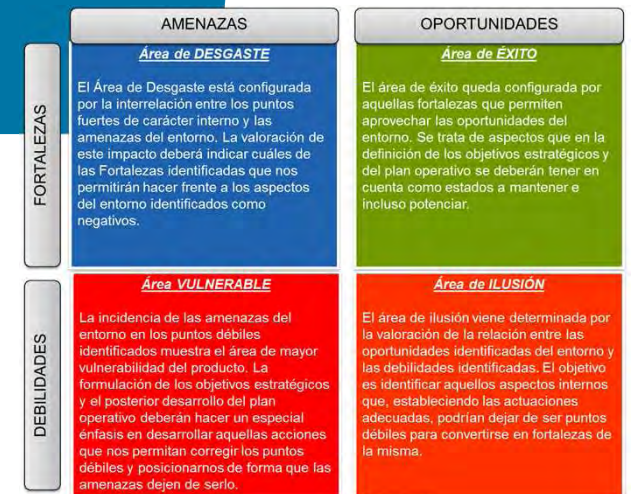 AMENAZAS
OPORTUNIDADES
FORTALEZAS
Área de DESGASTE
El Área de Desgaste está configurada
por la interrelación entre los puntos
fuertes de carácter interno y las
amenazas del entorno. La valoración de
este impacto deberá indicar cuáles de
las Fortalezas identificadas que nos
permitirán hacer frente a los aspectos
del entorno identificados como
negativos.
Área de ÉXITO
El área de éxito queda configurada por
aquellas fortalezas que permiten
aprovechar las oportunidades del
entorno. Se trata de aspectos que en la
definición de los objetivos estratégicos y
del plan operativo se deberán tener en
cuenta como estados a mantener e
incluso potenciar.
DEBILIDADES
Área VULNERABLE
La incidencia de las amenazas del
entorno en los puntos débiles
identificados muestra el área de mayor
vulnerabilidad del producto. La
formulación de los objetivos estratégicos
y el posterior desarrollo del plan
operativo deberán hacer un especial
énfasis en desarrollar aquellas acciones
que nos permitan corregir los puntos
débiles y posicionarnos de forma que las
amenazas dejen de serlo.
Área de ILUSIÓN
El área de ilusión viene determinada por
la valoración de la relación entre las
oportunidades identificadas del entorno y
las debilidades identificadas. El objetivo
es identificar aquellos aspectos internos
que, estableciendo las actuaciones
adecuadas, podrían dejar de ser puntos
débiles para convertirse en fortalezas de
la misma.